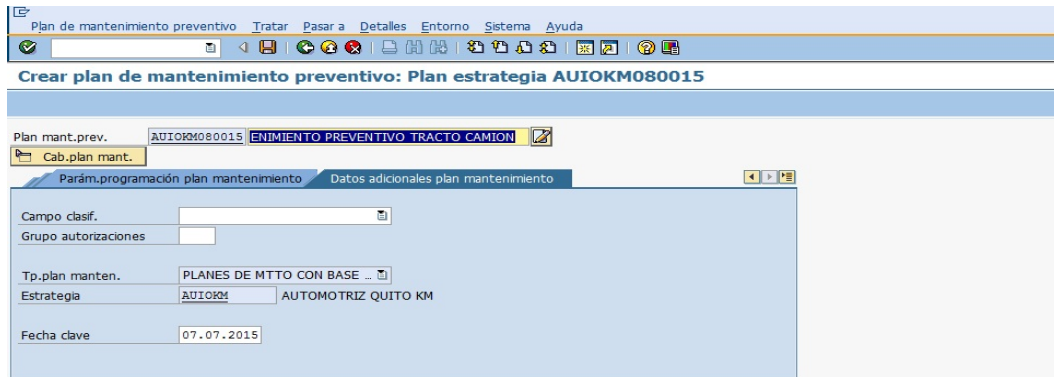 Plan de mantenimiento preventivo Tratar Pasar a Detalles Entorno Sistema Ayuda
Crear plan de mantenimiento preventivo: Plan estrategia AUIOKM080015
Plan mant.prev. AUIOKM080015 ENIMIENTO PREVENTIVO TRACTO CAMION
Cab.plan mant.
Parám.programación plan mantenimiento Datos adicionales plan mantenimiento
Campo clasif.
Grupo autorizaciones
Tp.plan manten. PLANES DE MTTO CON BASE ...
Estrategia AUIOKM AUTOMOTRIZ QUITO KM
Fecha clave 07.07.2015